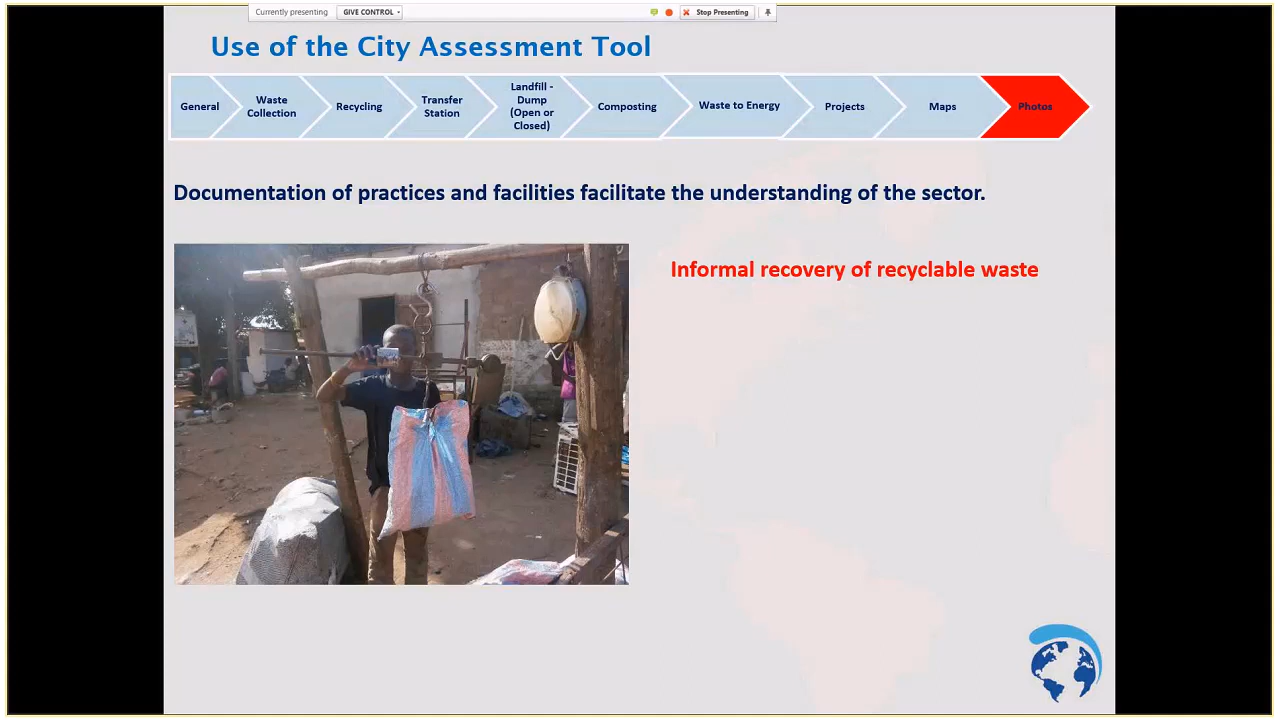 Currently presenting
GIVE CONTROL
Stop Presenting
Use of the City Assessment Tool
General
Waste
Collection
Recycling
Transfer
Station
Landfill -
Dump
(Open or
Closed)
Composting
Waste to Energy
Projects
Maps
Photos
Documentation of practices and facilities facilitate the understanding of the sector.
Informal recovery of recyclable waste